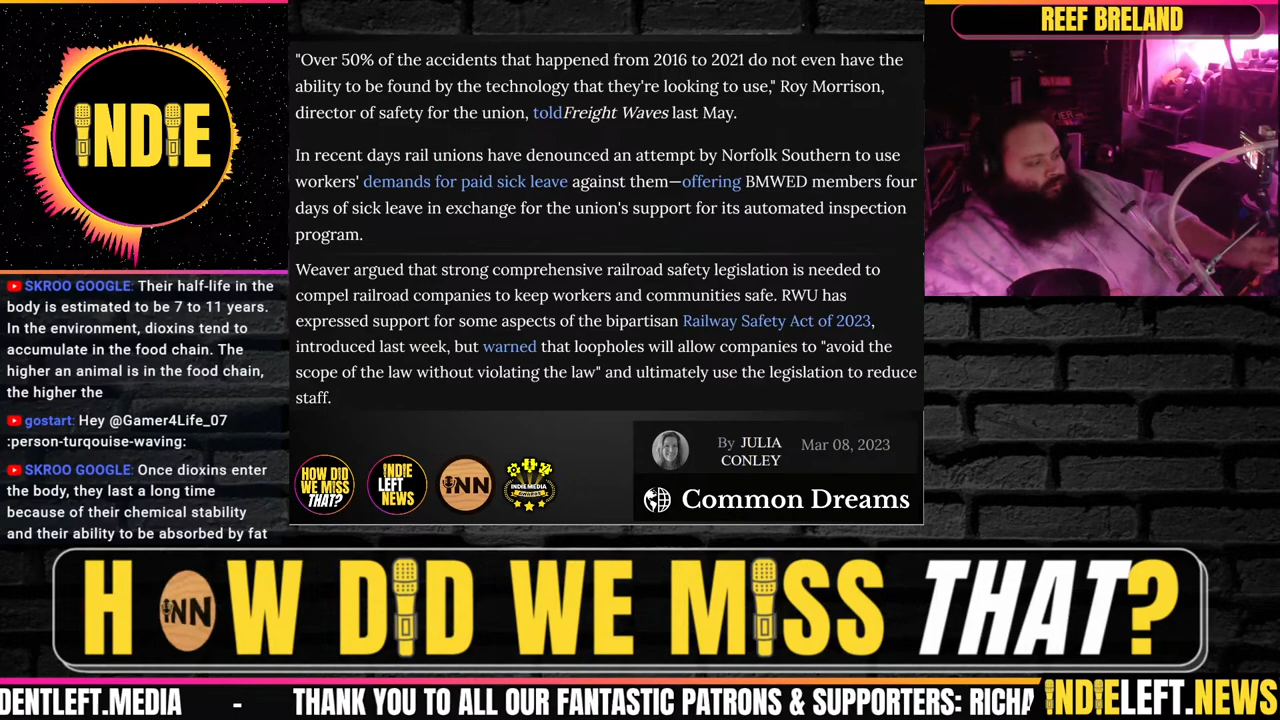 REEF BRELAND
INDIE
"Over 50% of the accidents that happened from 2016 to 2021 do not even have the
ability to be found by the technology that they're looking to use," Roy Morrison,
director of safety for the union, toldFreight Waves last May.
In recent days rail unions have denounced an attempt by Norfolk Southern to use
workers' demands for paid sick leave against them—offering BMWED members four
days of sick leave in exchange for the union's support for its automated inspection
program.
Weaver argued that strong comprehensive railroad safety legislation is needed to
compel railroad companies to keep workers and communities safe. RWU has
expressed support for some aspects of the bipartisan Railway Safety Act of 2023,
introduced last week, but warned that loopholes will allow companies to "avoid the
scope of the law without violating the law" and ultimately use the legislation to reduce
staff.
By JULIA
CONLEY
Mar 08, 2023
Common Dreams
HOW DID
WE MISS
THAT?
INDIE
LEFT
NEWS
INN
INDIE MEDIA
AWARDS
SKROO GOOGLE: Their half-life in the
body is estimated to be 7 to 11 years.
In the environment, dioxins tend to
accumulate in the food chain. The
higher an animal is in the food chain,
the higher the
gostart: Hey @Gamer4Life_07
:person-turqouise-waving:
SKROO GOOGLE: Once dioxins enter
the body, they last a long time
because of their chemical stability
and their ability to be absorbed by fat
HOW DID WE MISS THAT?
INN
DENTLEFT.MEDIA - THANK YOU TO ALL OUR FANTASTIC PATRONS & SUPPORTERS: RICHA
INDIELEFT.NEWS